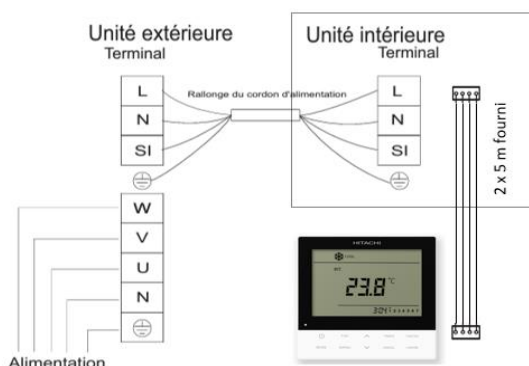 Unité extérieure
Terminal
L
N
SI
W
V
U
N
Alimentation
Rallonge du cordon d'alimentation
Unité intérieure
Terminal
L
N
SI
2 x 5 m fourni
HITACHI
23.8 °C